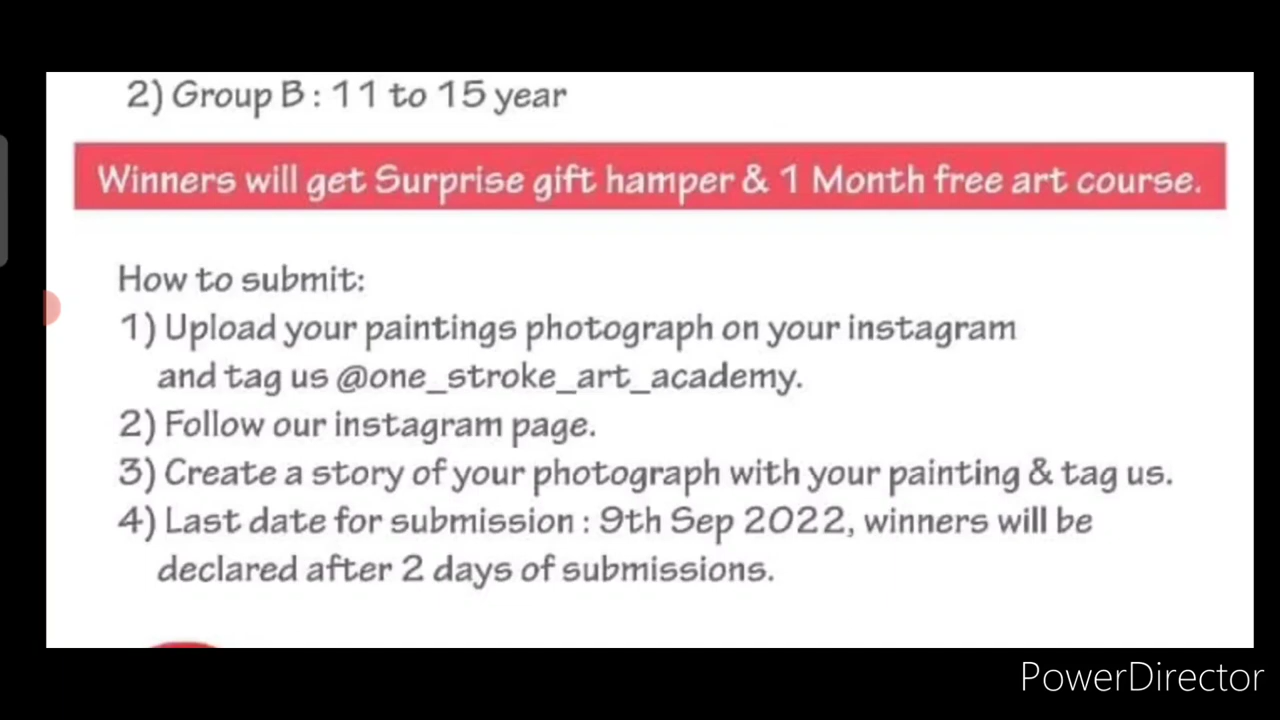 2) Group B : 11 to 15 year
Winners will get Surprise gift hamper & 1 Month free art course.
How to submit:
1) Upload your paintings photograph on your instagram
and tag us @one_stroke_art_academy.
2) Follow our instagram page.
3) Create a story of your photograph with your painting & tag us.
4) Last date for submission : 9th Sep 2022, winners will be
declared after 2 days of submissions.
PowerDirector